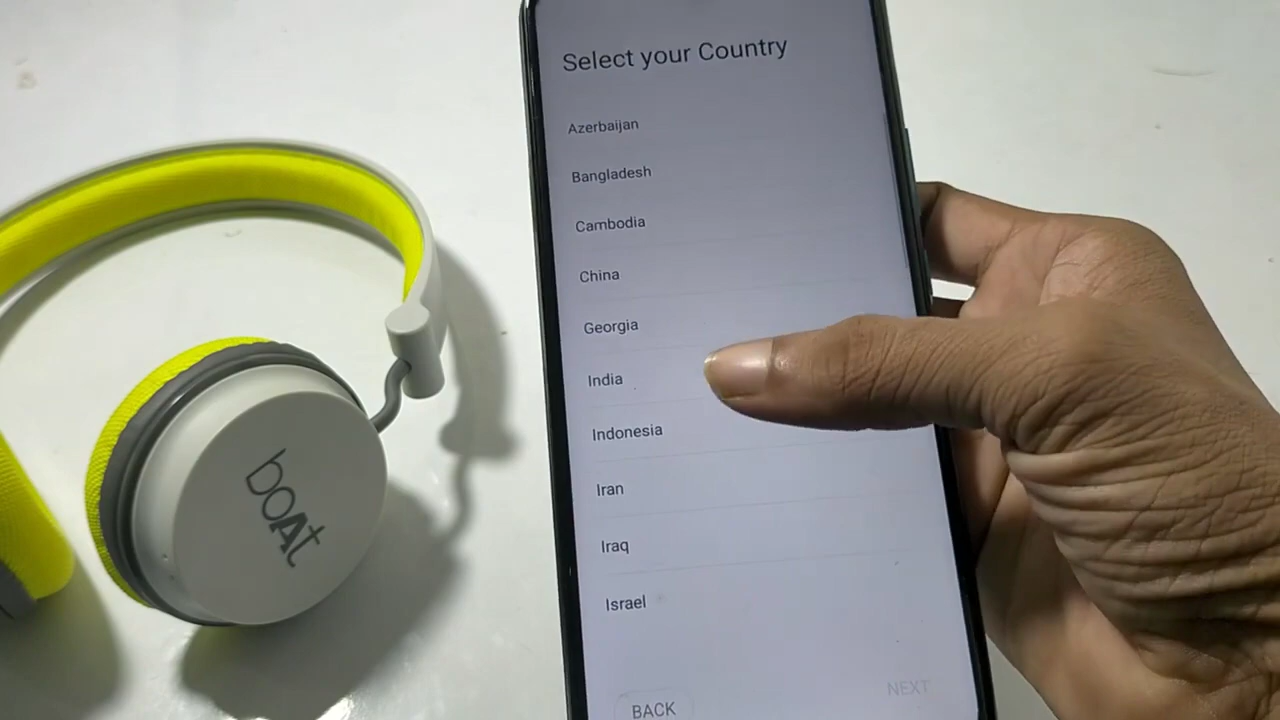 Select your Country
Azerbaijan
Bangladesh
Cambodia
China
Georgia
India
Indonesia
Iran
Iraq
Israel
BACK
NEXT
boAt